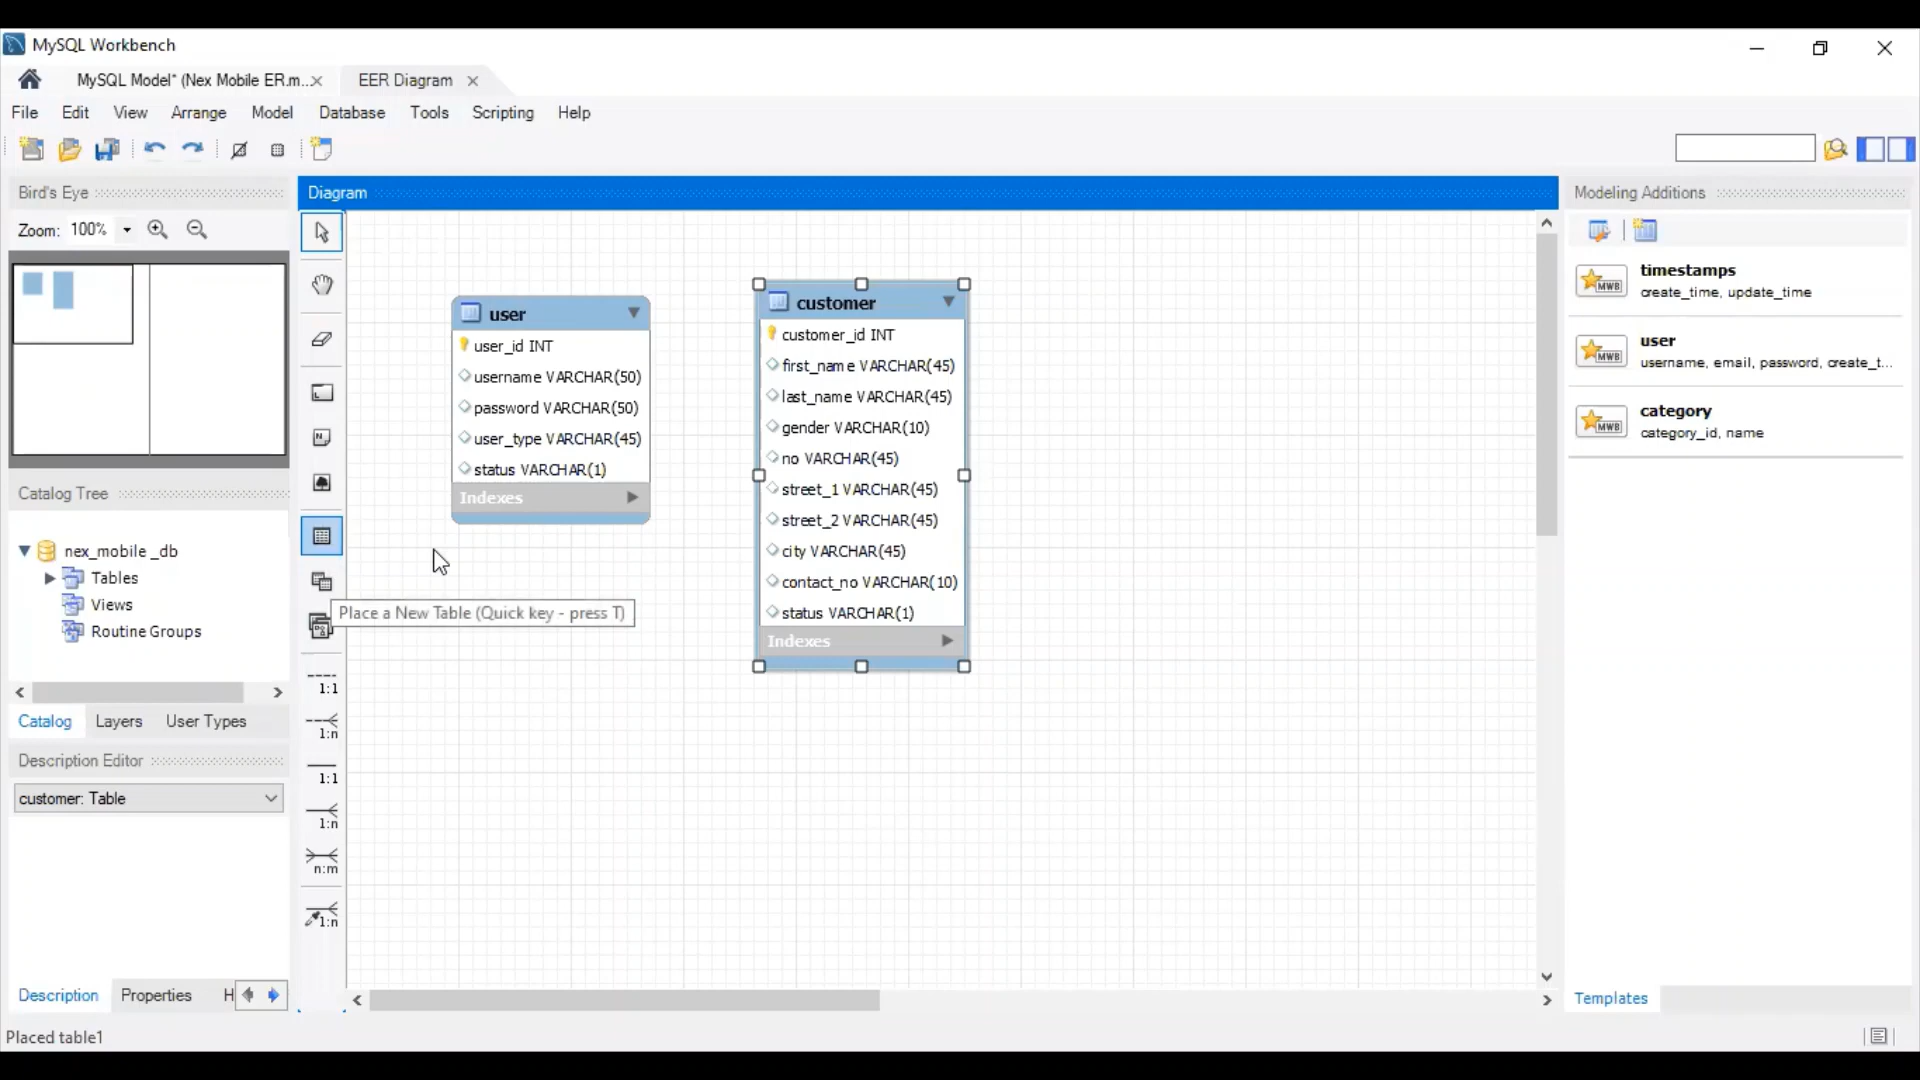 MySQL Workbench
MySQL Model* (Nex Mobile ER.m...
EER Diagram
File Edit View Arrange Model Database Tools Scripting Help
Bird's Eye
Zoom: 100%
Diagram
Modeling Additions
user
user_id INT
username VARCHAR(50)
password VARCHAR(50)
user_type VARCHAR(45)
status VARCHAR(1)
Indexes
customer
customer_id INT
first_name VARCHAR(45)
last_name VARCHAR(45)
gender VARCHAR(10)
no VARCHAR(45)
street_1 VARCHAR(45)
street_2 VARCHAR(45)
city VARCHAR(45)
contact_no VARCHAR(10)
status VARCHAR(1)
Indexes
timestamps
create_time, update_time
MWB
user
username, email, password, create_t...
MWB
category
category_id, name
MWB
Catalog Tree
nex_mobile _db
Tables
Views
Routine Groups
Place a New Table (Quick key - press T)
Catalog Layers User Types
Description Editor
customer: Table
1:1
1:n
1:1
1:n
n:m
1:n
Description Properties H
Templates
Placed table1